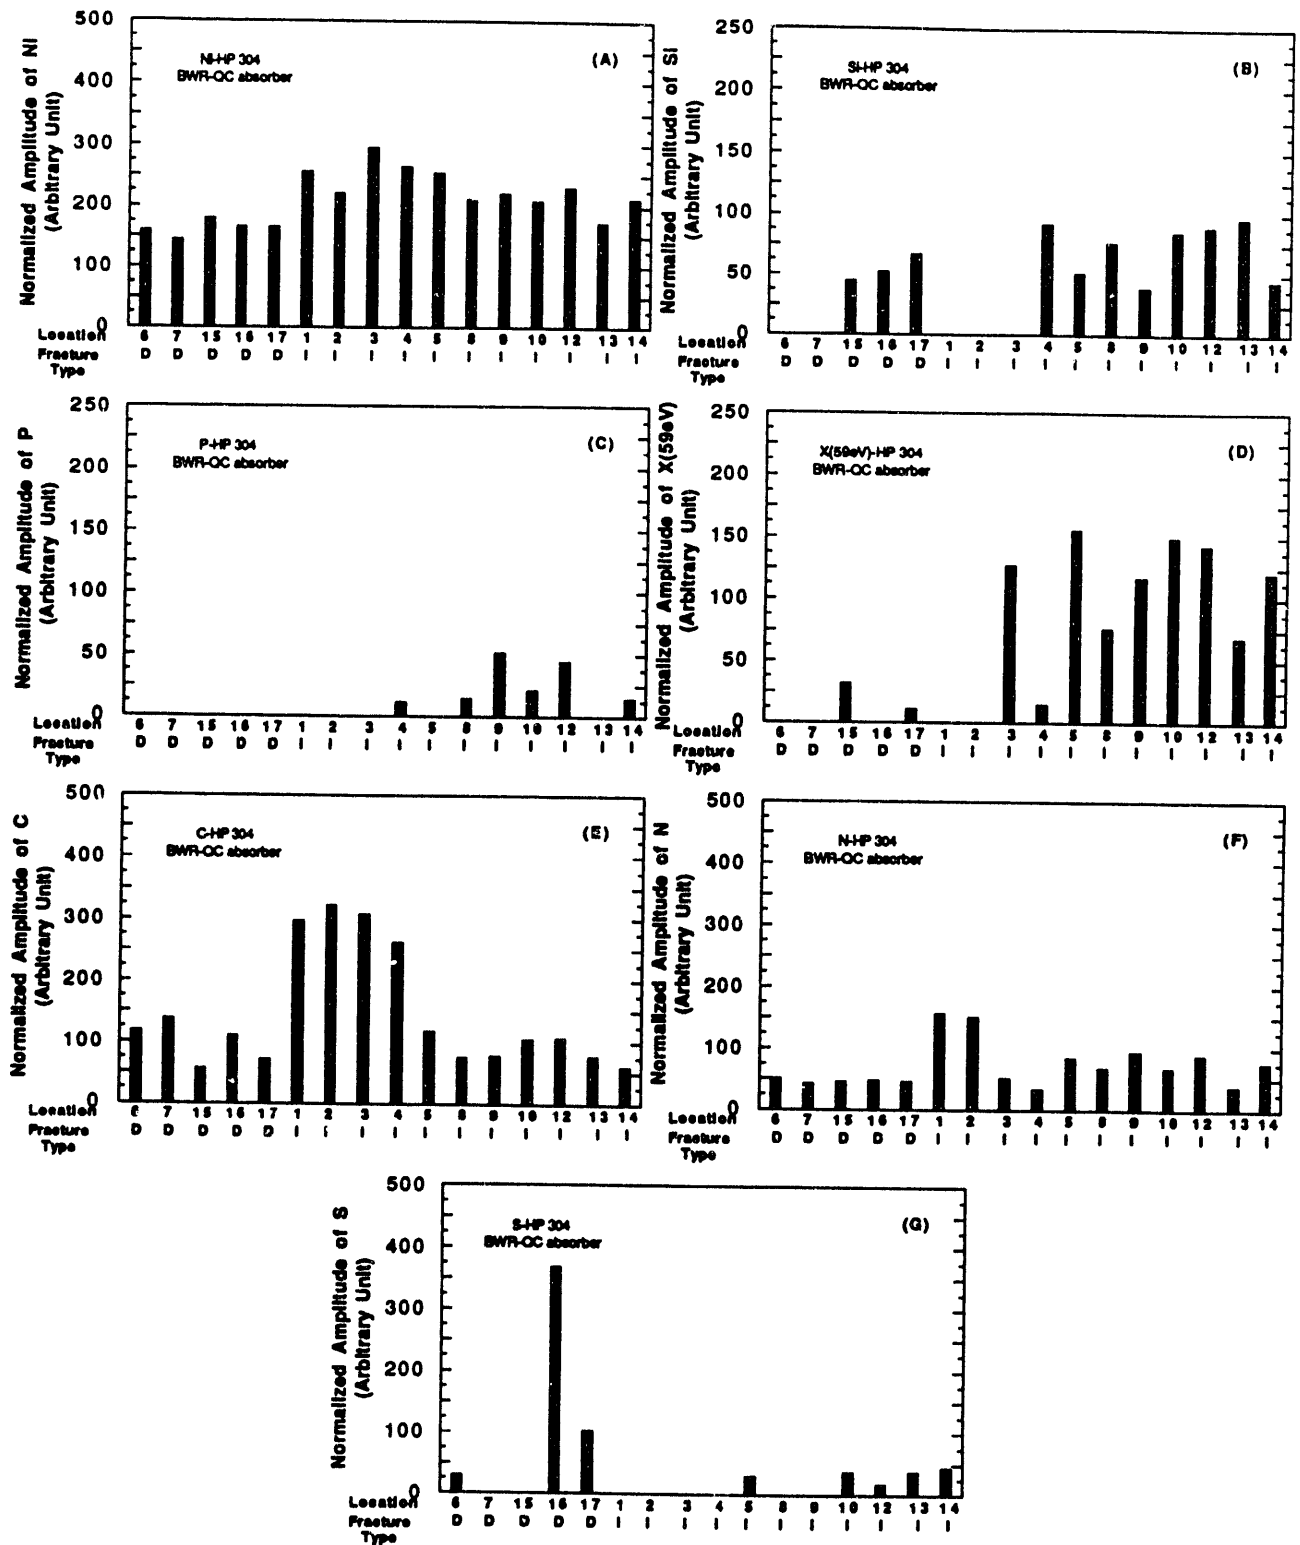 Normalized Amplitude of Ni
(Arbitrary Unit)
500
400
300
200
100
0
Ni-HP 304
BWR-QC absorber
(A)
Location 6 7 15 16 17 1 2 3 4 5 8 9 10 12 13 14
Fracture D D D D D I I I I I I I I I I I
Type
Normalized Amplitude of Si
(Arbitrary Unit)
250
200
150
100
50
0
Si-HP 304
BWR-QC absorber
(B)
Location 6 7 15 16 17 1 2 3 4 5 8 9 10 12 13 14
Fracture D D D D D I I I I I I I I I I I
Type
Normalized Amplitude of P
(Arbitrary Unit)
250
200
150
100
50
0
P-HP 304
BWR-QC absorber
(C)
Location 6 7 15 16 17 1 2 3 4 5 8 9 10 12 13 14
Fracture D D D D D I I I I I I I I I I I
Type
Normalized Amplitude of X(59eV)
(Arbitrary Unit)
250
200
150
100
50
0
X(59eV)-HP 304
BWR-QC absorber
(D)
Location 6 7 15 16 17 1 2 3 4 5 8 9 10 12 13 14
Fracture D D D D D I I I I I I I I I I I
Type
Normalized Amplitude of C
(Arbitrary Unit)
500
400
300
200
100
0
C-HP 304
BWR-QC absorber
(E)
Location 6 7 15 16 17 1 2 3 4 5 8 9 10 12 13 14
Fracture D D D D D I I I I I I I I I I I
Type
Normalized Amplitude of N
(Arbitrary Unit)
500
400
300
200
100
0
N-HP 304
BWR-QC absorber
(F)
Location 6 7 15 16 17 1 2 3 4 5 8 9 10 12 13 14
Fracture D D D D D I I I I I I I I I I I
Type
Normalized Amplitude of S
(Arbitrary Unit)
500
400
300
200
100
0
S-HP 304
BWR-QC absorber
(G)
Location 6 7 15 16 17 1 2 3 4 5 8 9 10 12 13 14
Fracture D D D D D I I I I I I I I I I I
Type